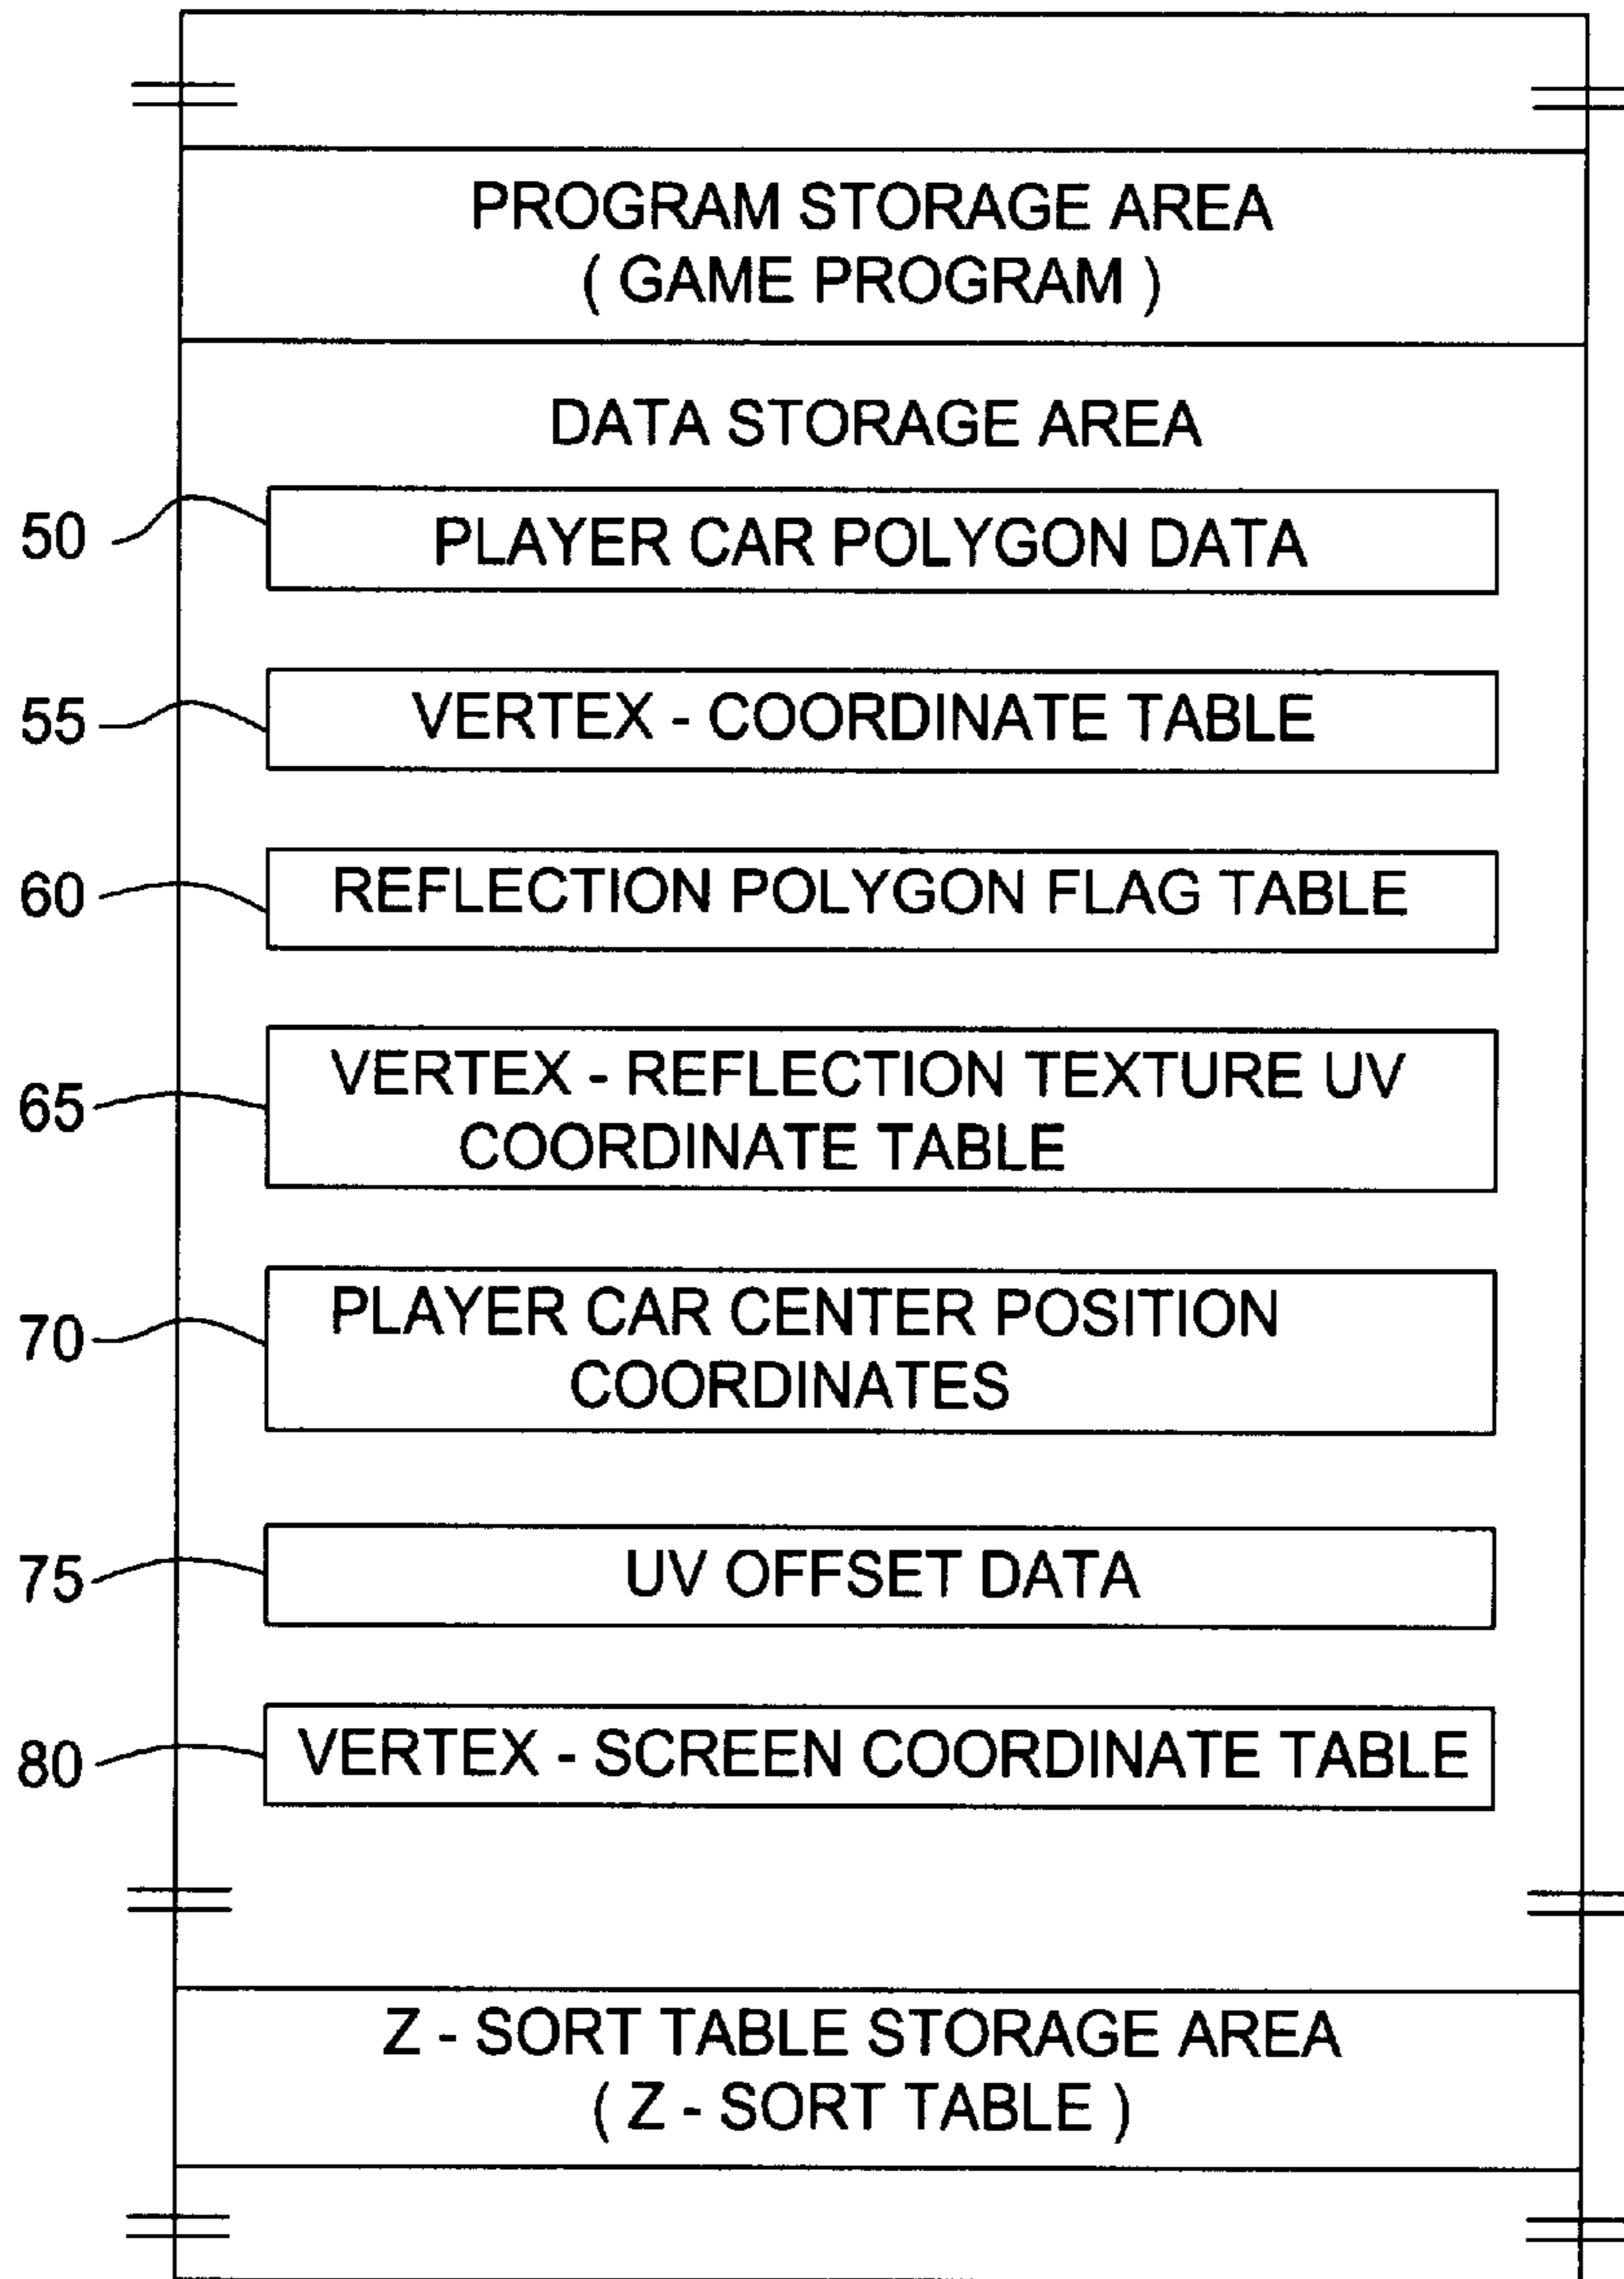 PROGRAM STORAGE AREA
( GAME PROGRAM )
DATA STORAGE AREA
50
PLAYER CAR POLYGON DATA
55
VERTEX - COORDINATE TABLE
60
REFLECTION POLYGON FLAG TABLE
65
VERTEX - REFLECTION TEXTURE UV
COORDINATE TABLE
70
PLAYER CAR CENTER POSITION
COORDINATES
75
UV OFFSET DATA
80
VERTEX - SCREEN COORDINATE TABLE
Z - SORT TABLE STORAGE AREA
( Z - SORT TABLE )